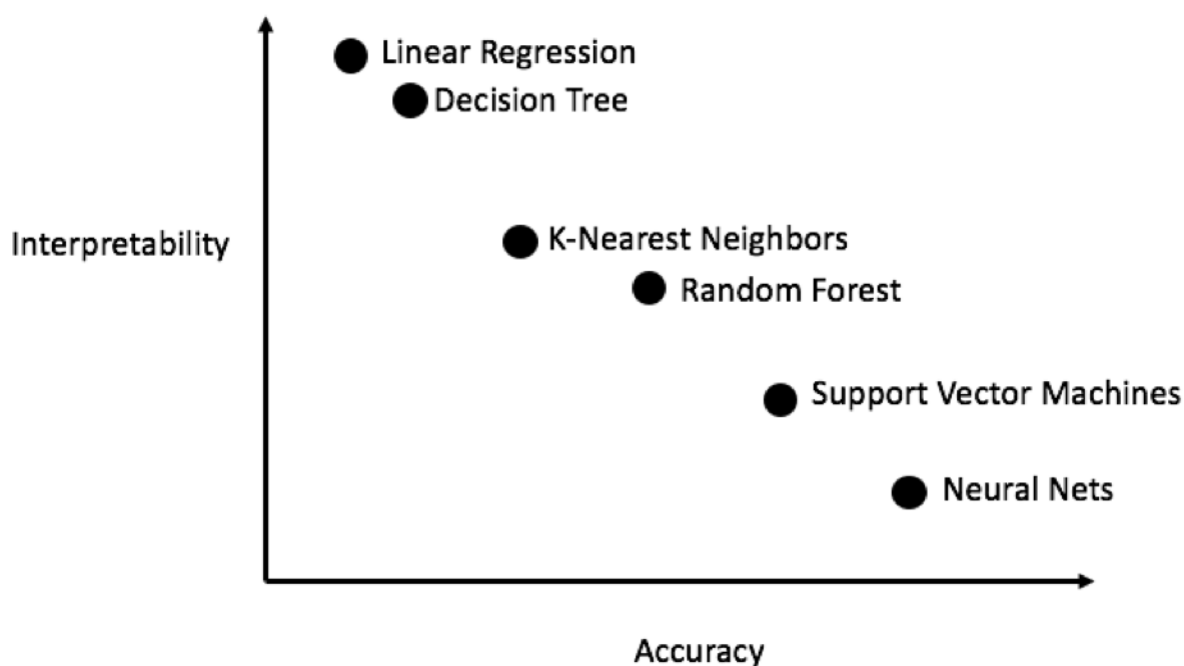 Linear Regression
Decision Tree
Interpretability
K-Nearest Neighbors
Random Forest
Support Vector Machines
Neural Nets
Accuracy